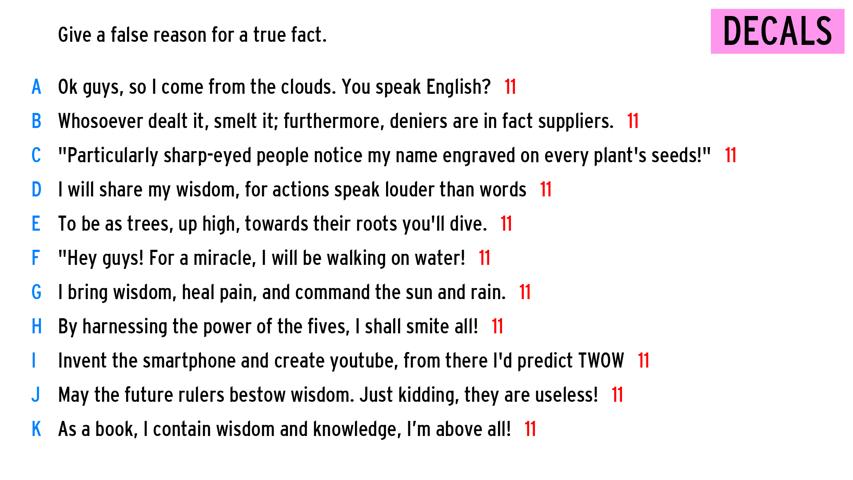 Give a false reason for a true fact.
DECALS
A Ok guys, so I come from the clouds. You speak English? 11
B Whosoever dealt it, smelt it; furthermore, deniers are in fact suppliers. 11
C "Particularly sharp-eyed people notice my name engraved on every plant's seeds!" 11
D I will share my wisdom, for actions speak louder than words 11
E To be as trees, up high, towards their roots you'll dive. 11
F "Hey guys! For a miracle, I will be walking on water! 11
G I bring wisdom, heal pain, and command the sun and rain. 11
H By harnessing the power of the fives, I shall smite all! 11
I Invent the smartphone and create youtube, from there I'd predict TWOW 11
J May the future rulers bestow wisdom. Just kidding, they are useless! 11
K As a book, I contain wisdom and knowledge, I’m above all! 11